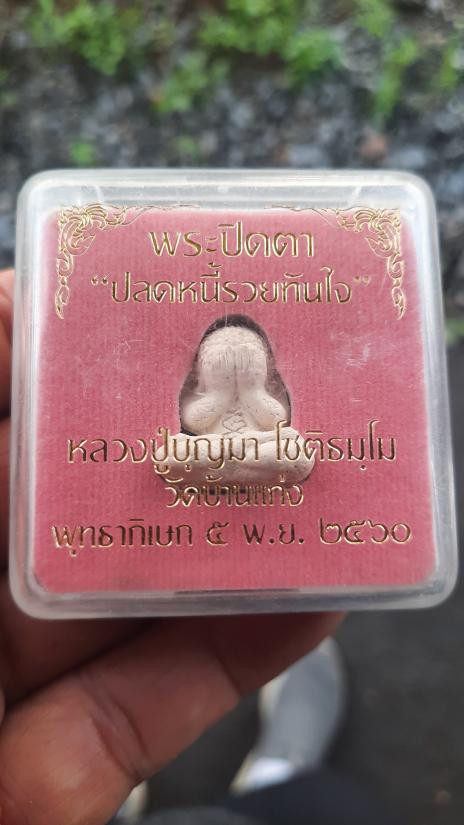 พระปิดตา
“ปลดหนี้รวยทันใจ”
หลวงปู่บุญมา โชติธมฺโม
วัดบ้านแก่ง
พุทธาภิเษก ๕ พ.ย. ๒๕๖๐